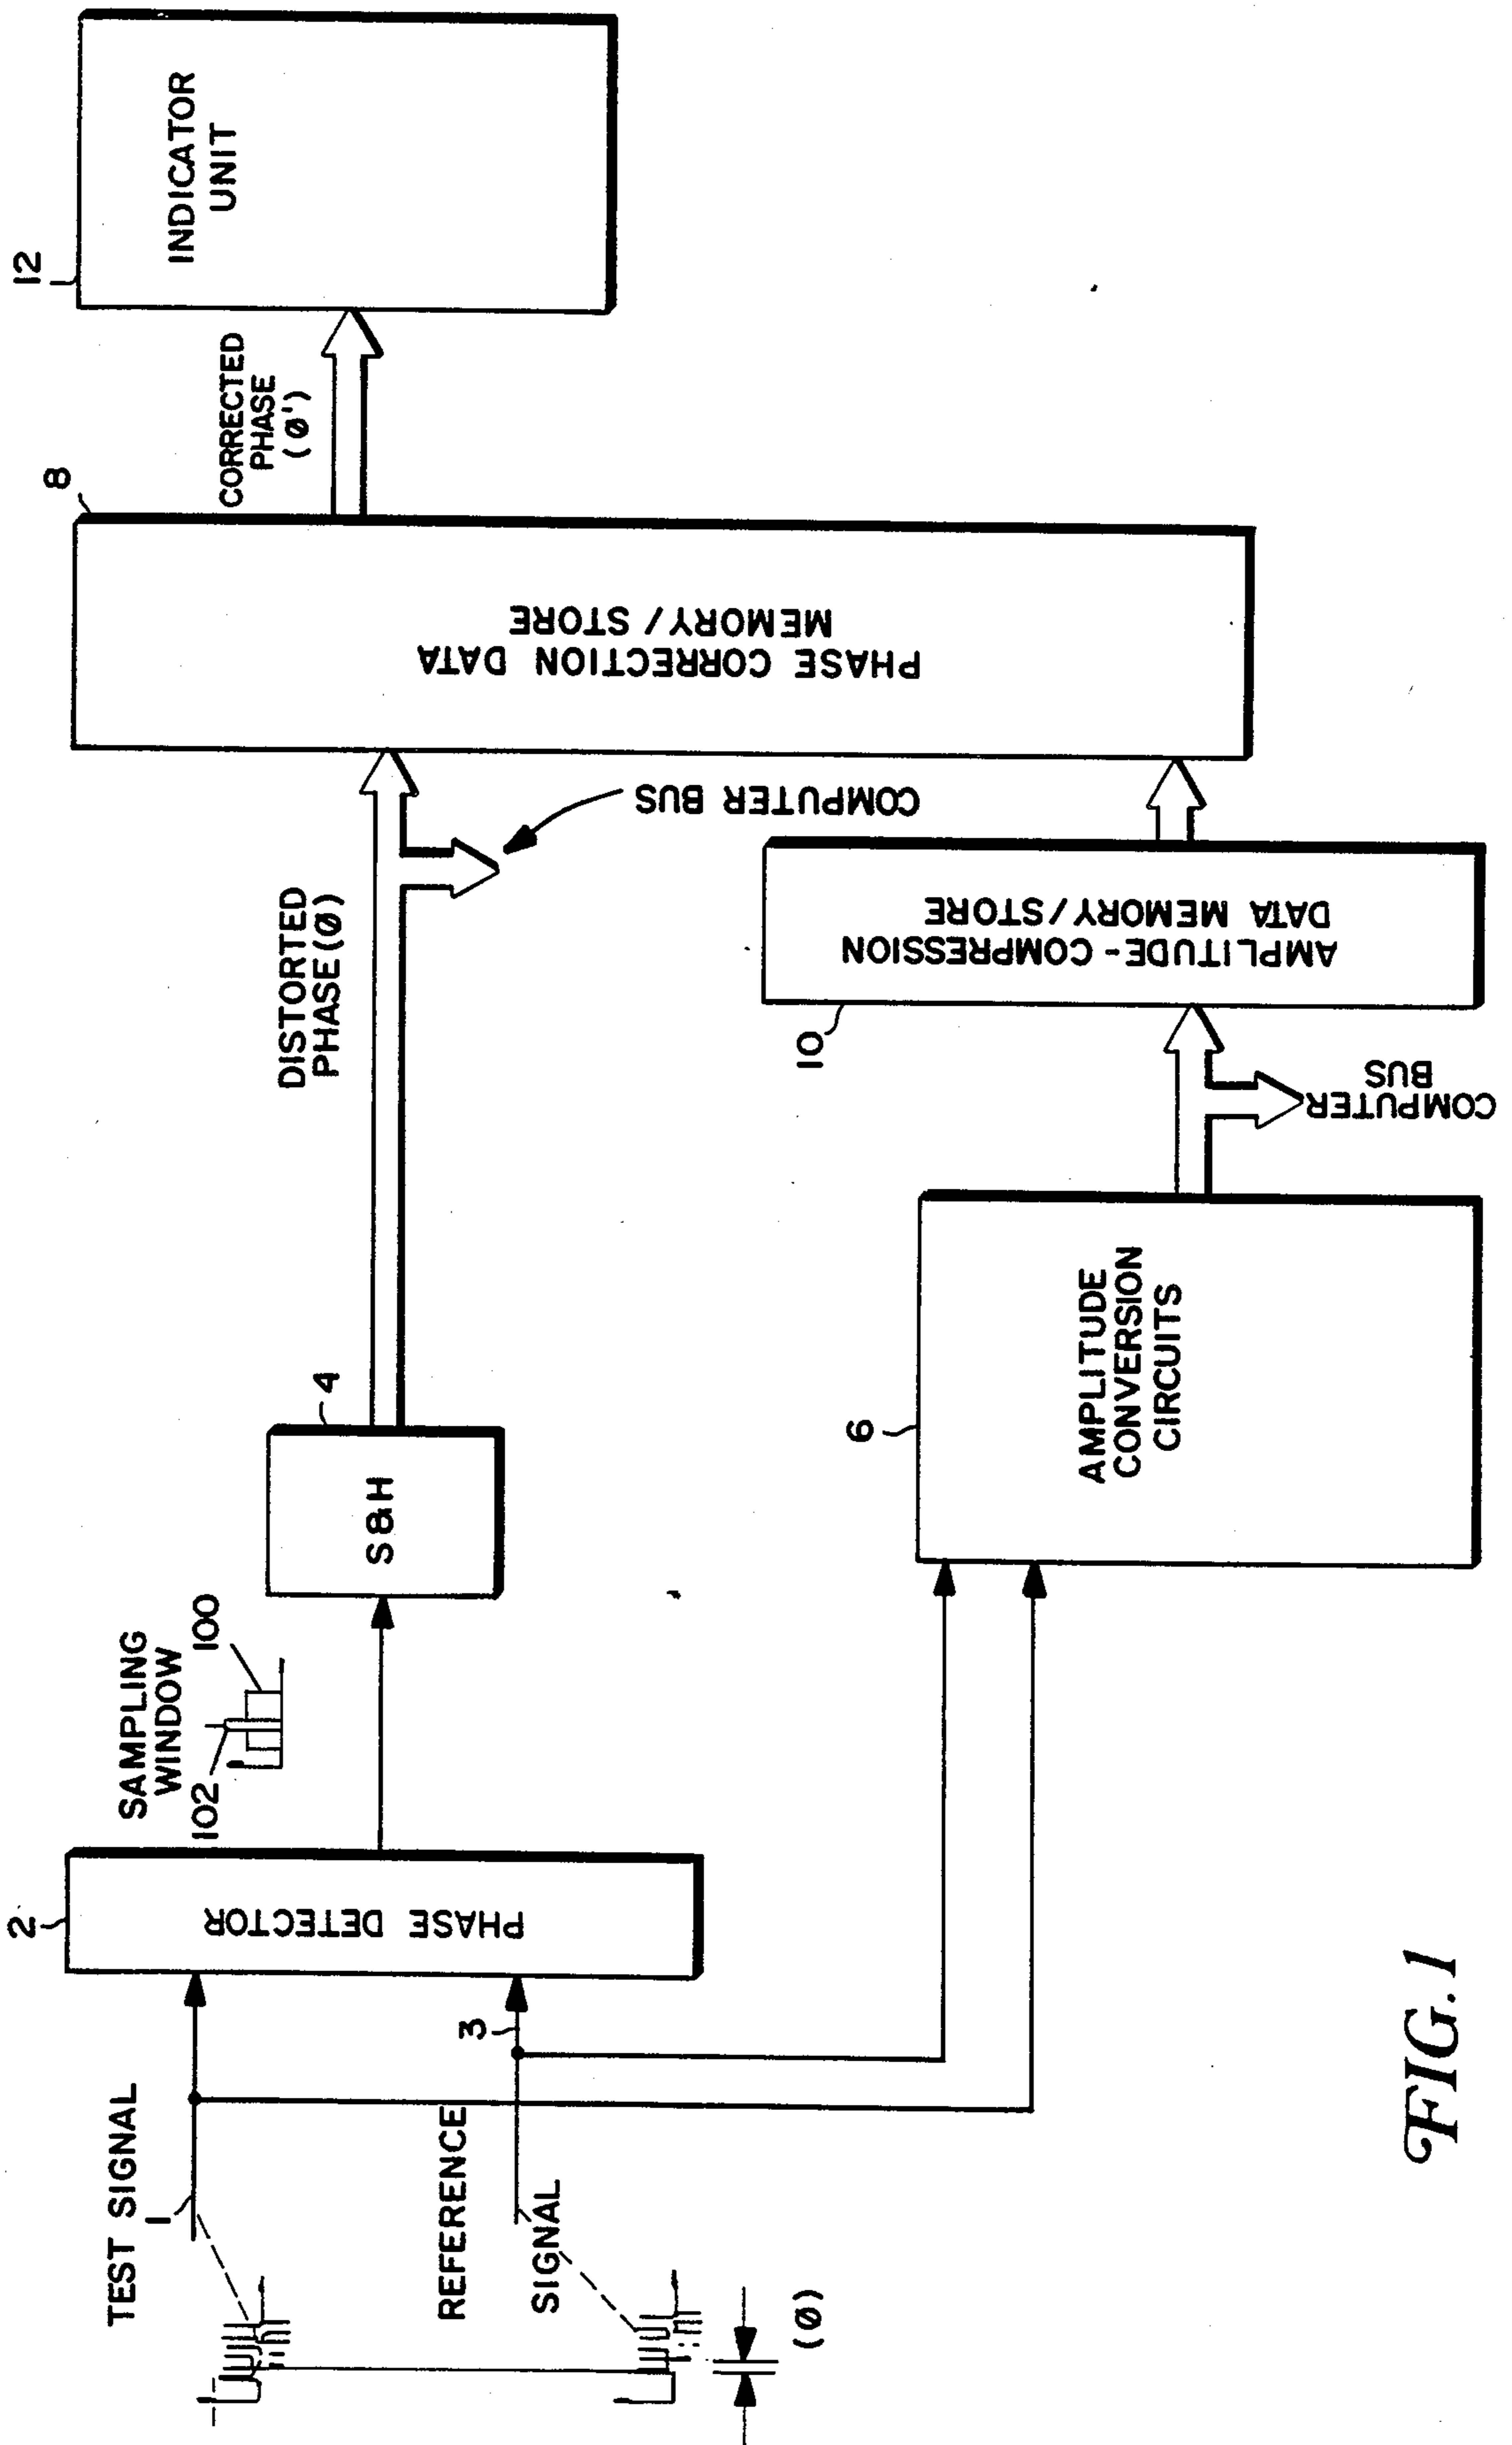 TEST SIGNAL
1
REFERENCE
SIGNAL
(Ø)
3
2
PHASE DETECTOR
SAMPLING
WINDOW
102
100
4
S&H
DISTORTED
PHASE(Ø)
COMPUTER BUS
6
AMPLITUDE
CONVERSION
CIRCUITS
COMPUTER
BUS
10
AMPLITUDE-COMPRESSION
DATA MEMORY/STORE
8
PHASE CORRECTION DATA
MEMORY/STORE
CORRECTED
PHASE
(Ø')
12
INDICATOR
UNIT
FIG.1